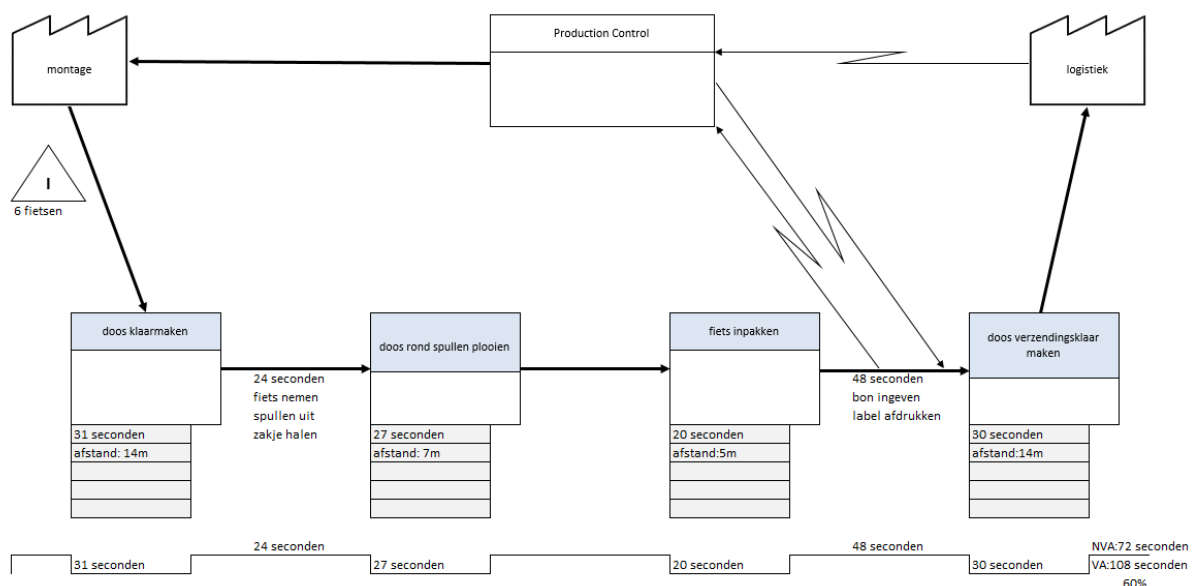 Production Control
montage
logistiek
I
6 fietsen
doos klaarmaken
doos rond spullen plooien
fiets inpakken
doos verzendingsklaar
maken
24 seconden
fiets nemen
spullen uit
zakje halen
48 seconden
bon ingeven
label afdrukken
31 seconden
afstand: 14m
27 seconden
afstand: 7m
20 seconden
afstand:5m
30 seconden
afstand:14m
24 seconden
48 seconden
NVA:72 seconden
31 seconden
27 seconden
20 seconden
30 seconden
VA:108 seconden
60%